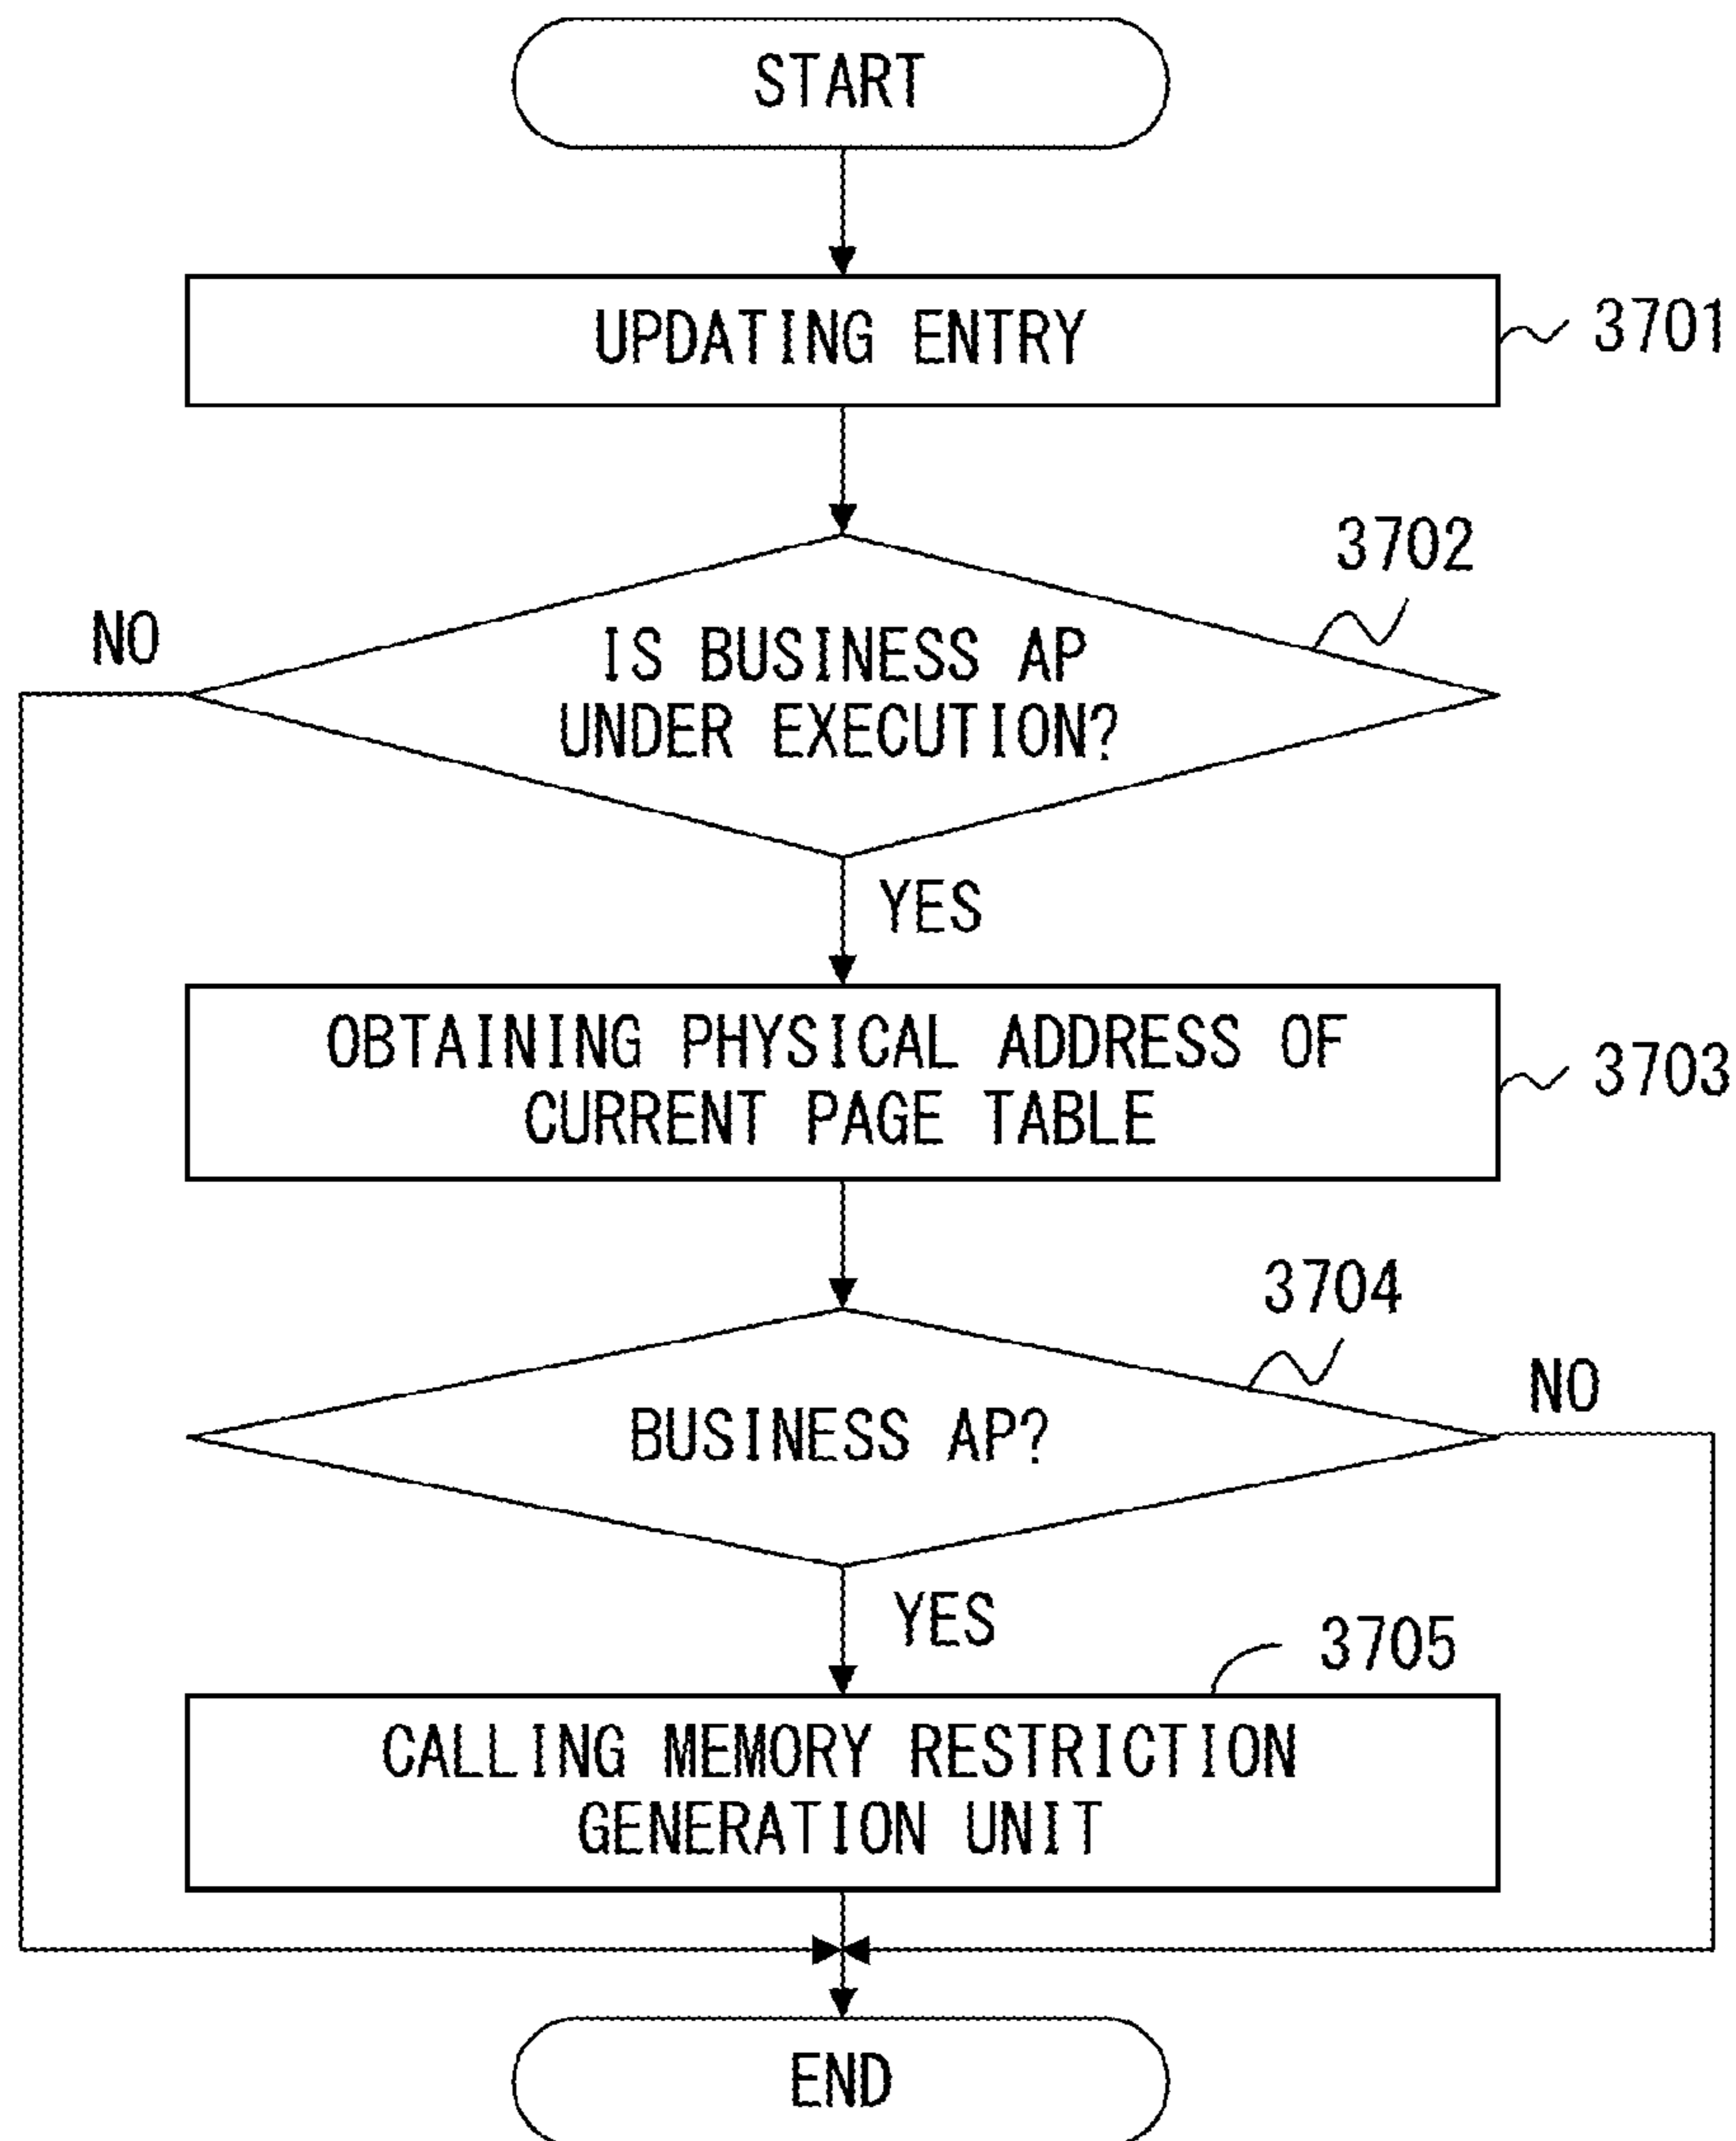 START
UPDATING ENTRY
3701
3702
NO
IS BUSINESS AP
UNDER EXECUTION?
YES
OBTAINING PHYSICAL ADDRESS OF
CURRENT PAGE TABLE
3703
3704
NO
BUSINESS AP?
YES
3705
CALLING MEMORY RESTRICTION
GENERATION UNIT
END